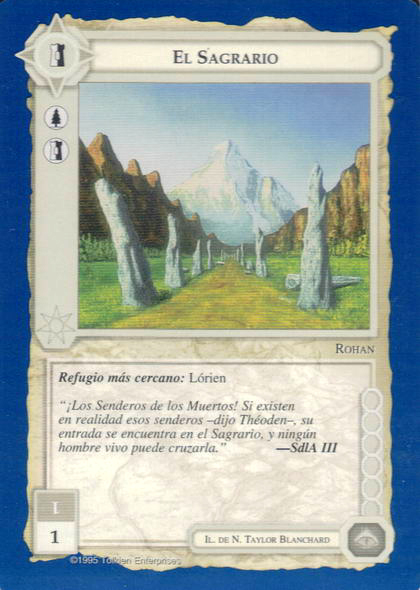 EL SAGRARIO
ROHAN
Refugio más cercano: Lórien
“¡Los Senderos de los Muertos! Si existen
en realidad esos senderos –dijo Théoden–, su
entrada se encuentra en el Sagrario, y ningún
hombre vivo puede cruzarla.” —SdlA III
I
1
IL. DE N. TAYLOR BLANCHARD
©1995 Tolkien Enterprises